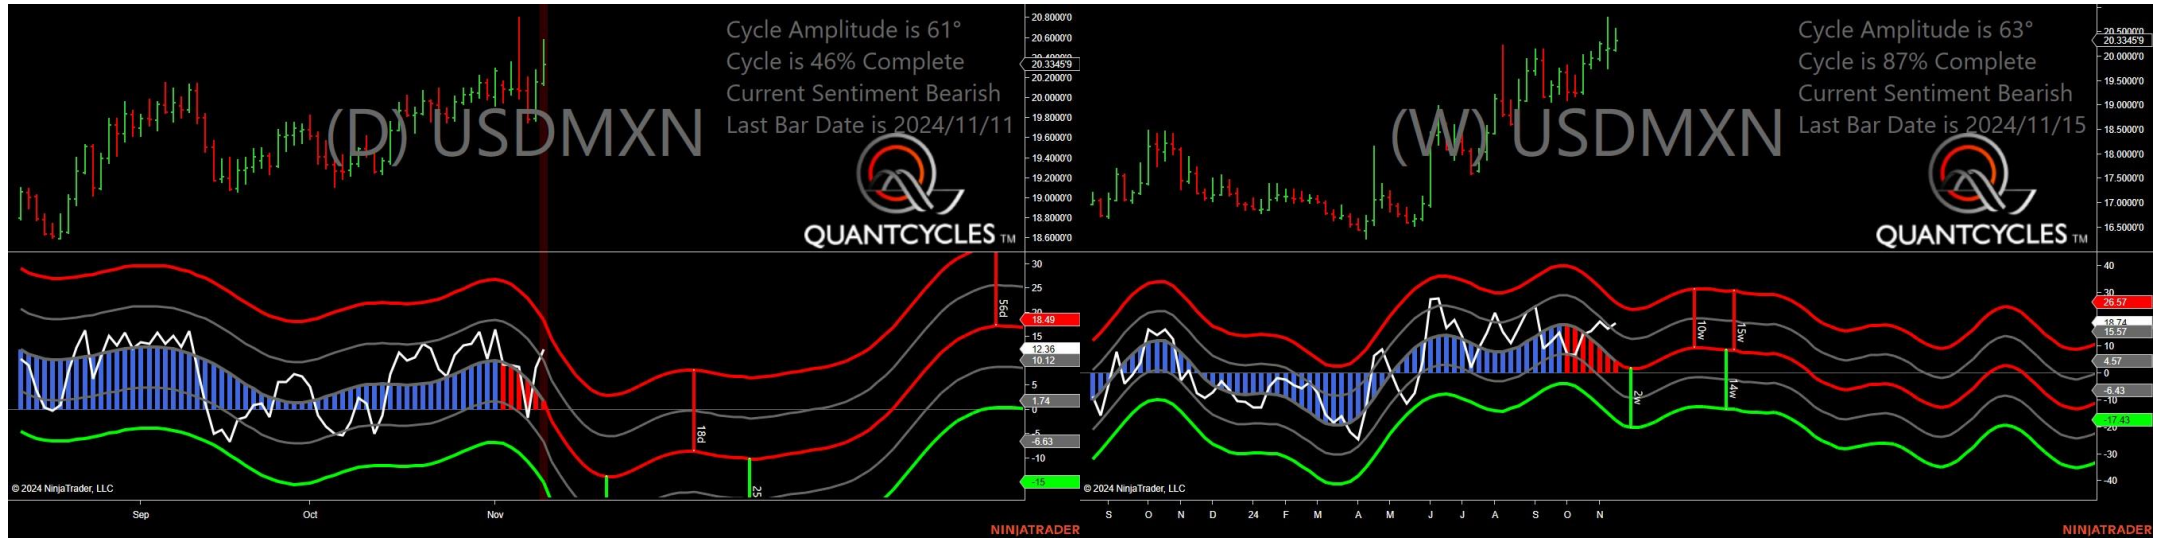 Cycle Amplitude is 61°
Cycle is 46% Complete
Current Sentiment Bearish
Last Bar Date is 2024/11/11
(D) USDMXN
QUANTCYCLES TM
20.8000'0
20.6000'0
20.3345'9
20.2000'0
20.0000'0
19.8000'0
19.6000'0
19.4000'0
19.2000'0
19.0000'0
18.8000'0
18.6000'0
30
25
20
18.49
15
12.36
10.12
5
1.74
0
-5
-6.63
-10
-15
56d
18d
25
© 2024 NinjaTrader, LLC
Sep
Oct
Nov
NINJATRADER
Cycle Amplitude is 63°
Cycle is 87% Complete
Current Sentiment Bearish
Last Bar Date is 2024/11/15
(W) USDMXN
QUANTCYCLES TM
20.5000'0
20.3345'9
20.0000'0
19.5000'0
19.0000'0
18.5000'0
18.0000'0
17.5000'0
17.0000'0
16.5000'0
40
30
26.57
18.74
15.57
10
4.57
0
-6.43
-10
-17.43
-20
-30
-40
10w
15w
2w
14w
© 2024 NinjaTrader, LLC
S
O
N
D
24
F
M
A
M
J
J
A
S
O
N
NINJATRADER